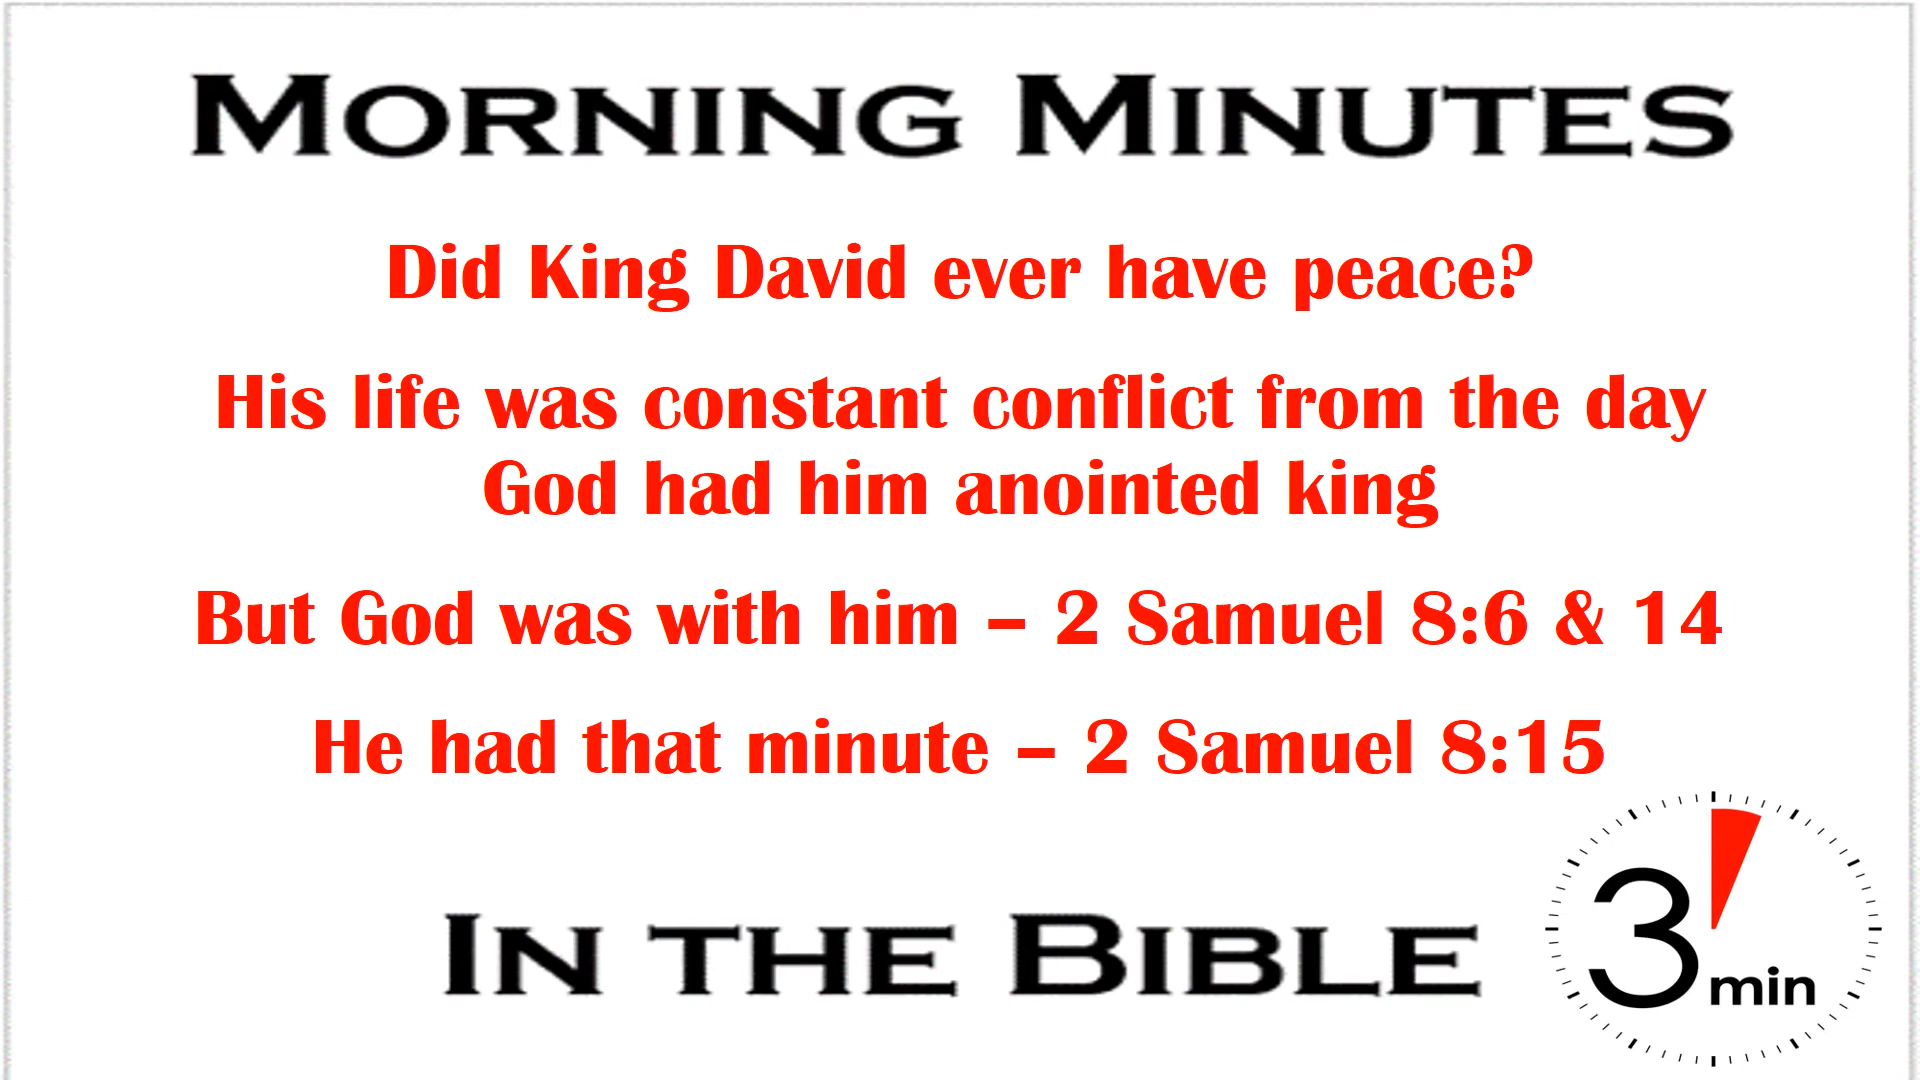 MORNING MINUTES
Did King David ever have peace?
His life was constant conflict from the day
God had him anointed king
But God was with him – 2 Samuel 8:6 & 14
He had that minute – 2 Samuel 8:15
IN THE BIBLE
3 min